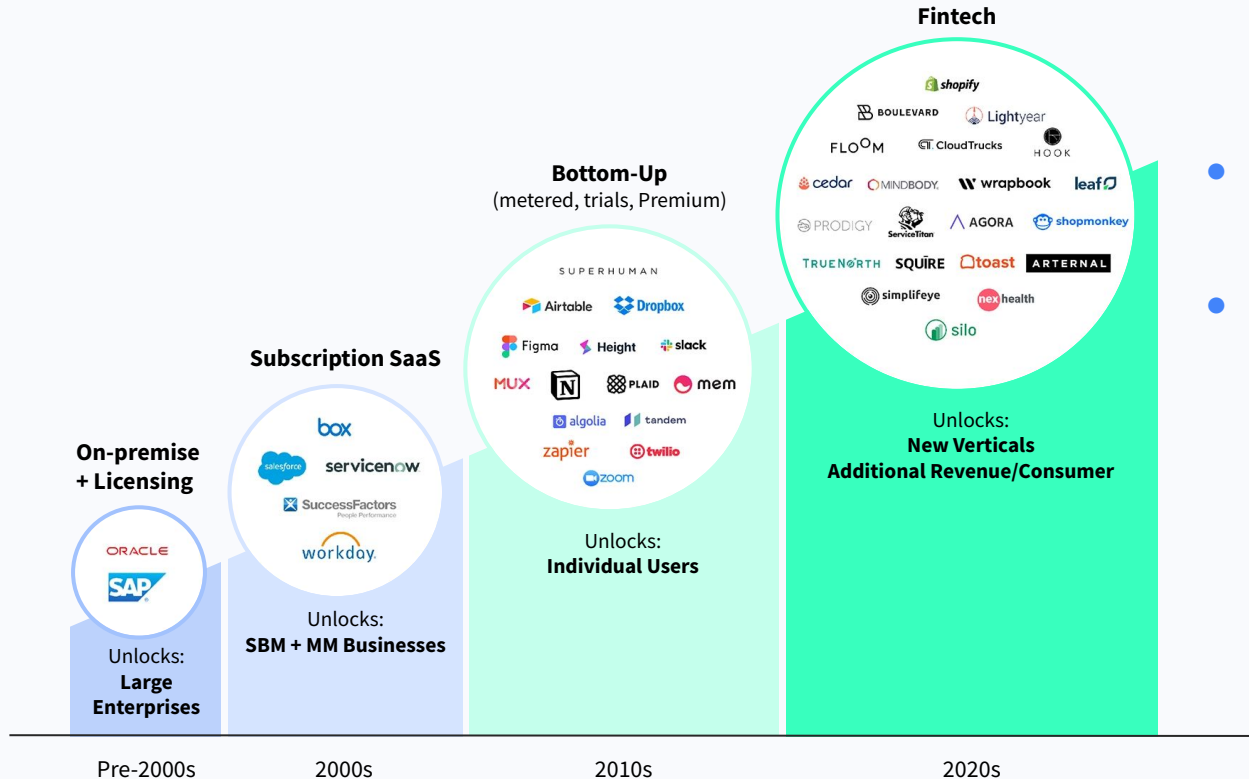 Fintech
shopify
BOULEVARD
Lightyear
FLOOM
CT. CloudTrucks
HOOK
cedar
MINDBODY.
wrapbook
leaf
PRODIGY
ServiceTitan
AGORA
shopmonkey
TRUENORTH
SQUIRE
toast
ARTERNAL
simplifeye
nexhealth
silo
Unlocks:
New Verticals
Additional Revenue/Consumer
Bottom-Up
(metered, trials, Premium)
SUPERHUMAN
Airtable
Dropbox
Figma
Height
slack
MUX
N
PLAID
mem
algolia
tandem
zapier
twilio
zoom
Unlocks:
Individual Users
Subscription SaaS
box
salesforce
servicenow
SuccessFactors
People Performance
workday.
Unlocks:
SBM + MM Businesses
On-premise
+ Licensing
ORACLE
SAP
Unlocks:
Large
Enterprises
Pre-2000s
2000s
2010s
2020s